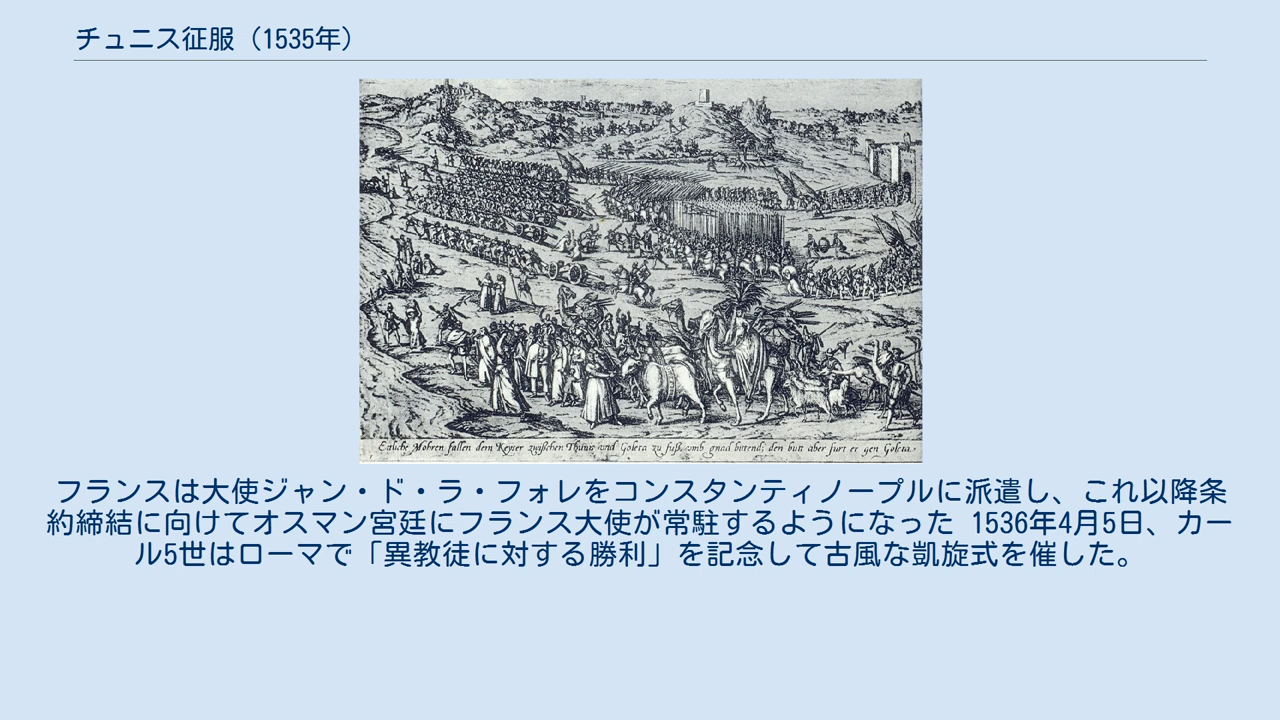 チュニス征服（1535年）
Etliche Mohren fallen dem Keyser zwischen Thunis und Goleta zu fuß, umb gnad bittend; den butt aber furt er gen Goleta.
フランスは大使ジャン・ド・ラ・フォレをコンスタンティノープルに派遣し、これ以降条
約締結に向けてオスマン宮廷にフランス大使が常駐するようになった 1536年4月5日、カー
ル5世はローマで「異教徒に対する勝利」を記念して古風な凱旋式を催した。